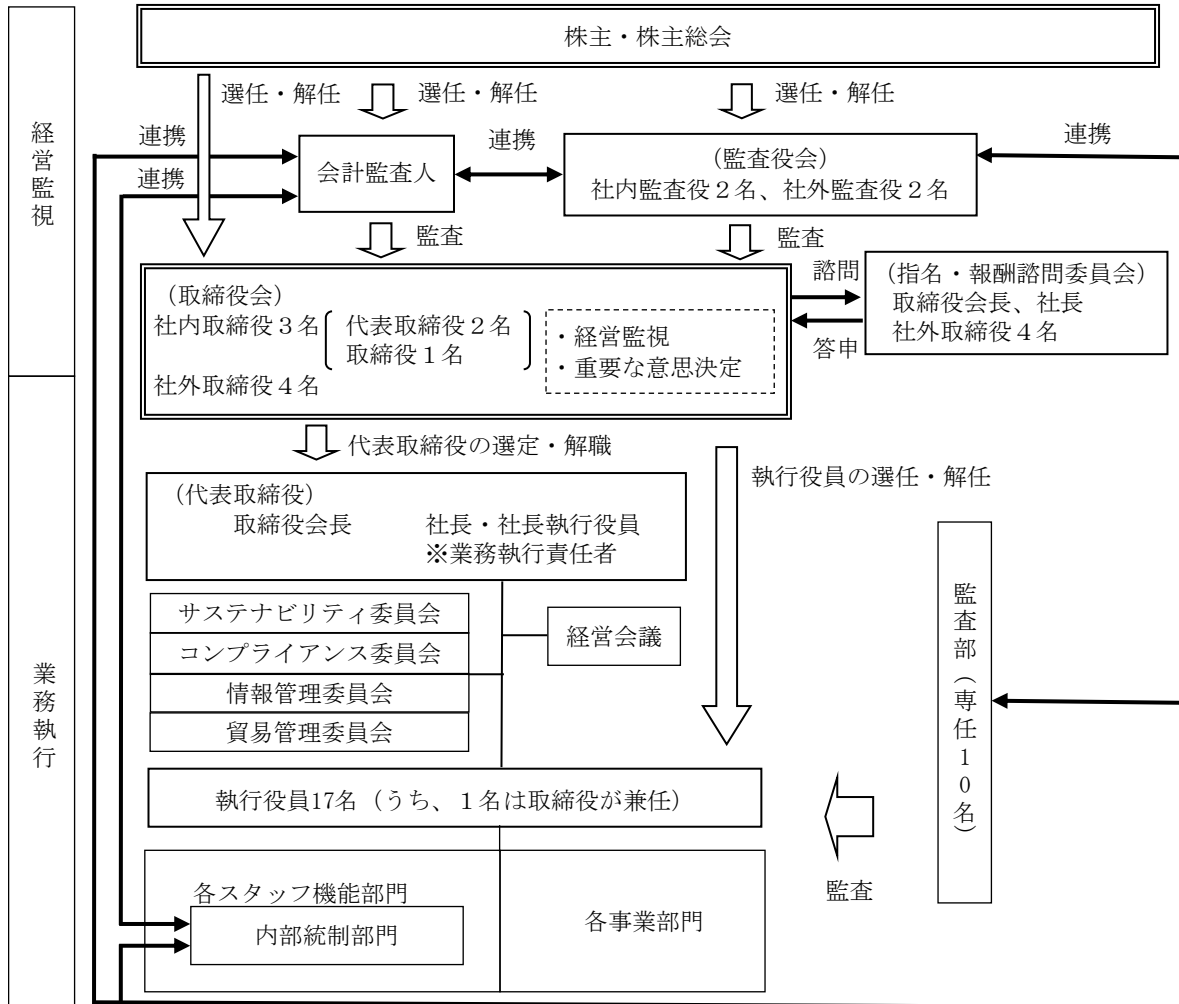 株主・株主総会
選任・解任
選任・解任
選任・解任
経営監視
連携
連携
連携
連携
会計監査人
(監査役会)
社内監査役2名、社外監査役2名
監査
監査
諮問
答申
(指名・報酬諮問委員会)
取締役会長、社長
社外取締役4名
(取締役会)
社内取締役3名
代表取締役2名
取締役1名
社外取締役4名
・経営監視
・重要な意思決定
代表取締役の選定・解職
執行役員の選任・解任
業務執行
(代表取締役)
取締役会長 社長・社長執行役員
※業務執行責任者
サステナビリティ委員会
コンプライアンス委員会
情報管理委員会
貿易管理委員会
経営会議
監査部(専任10名)
執行役員17名(うち、1名は取締役が兼任)
監査
各スタッフ機能部門
内部統制部門
各事業部門